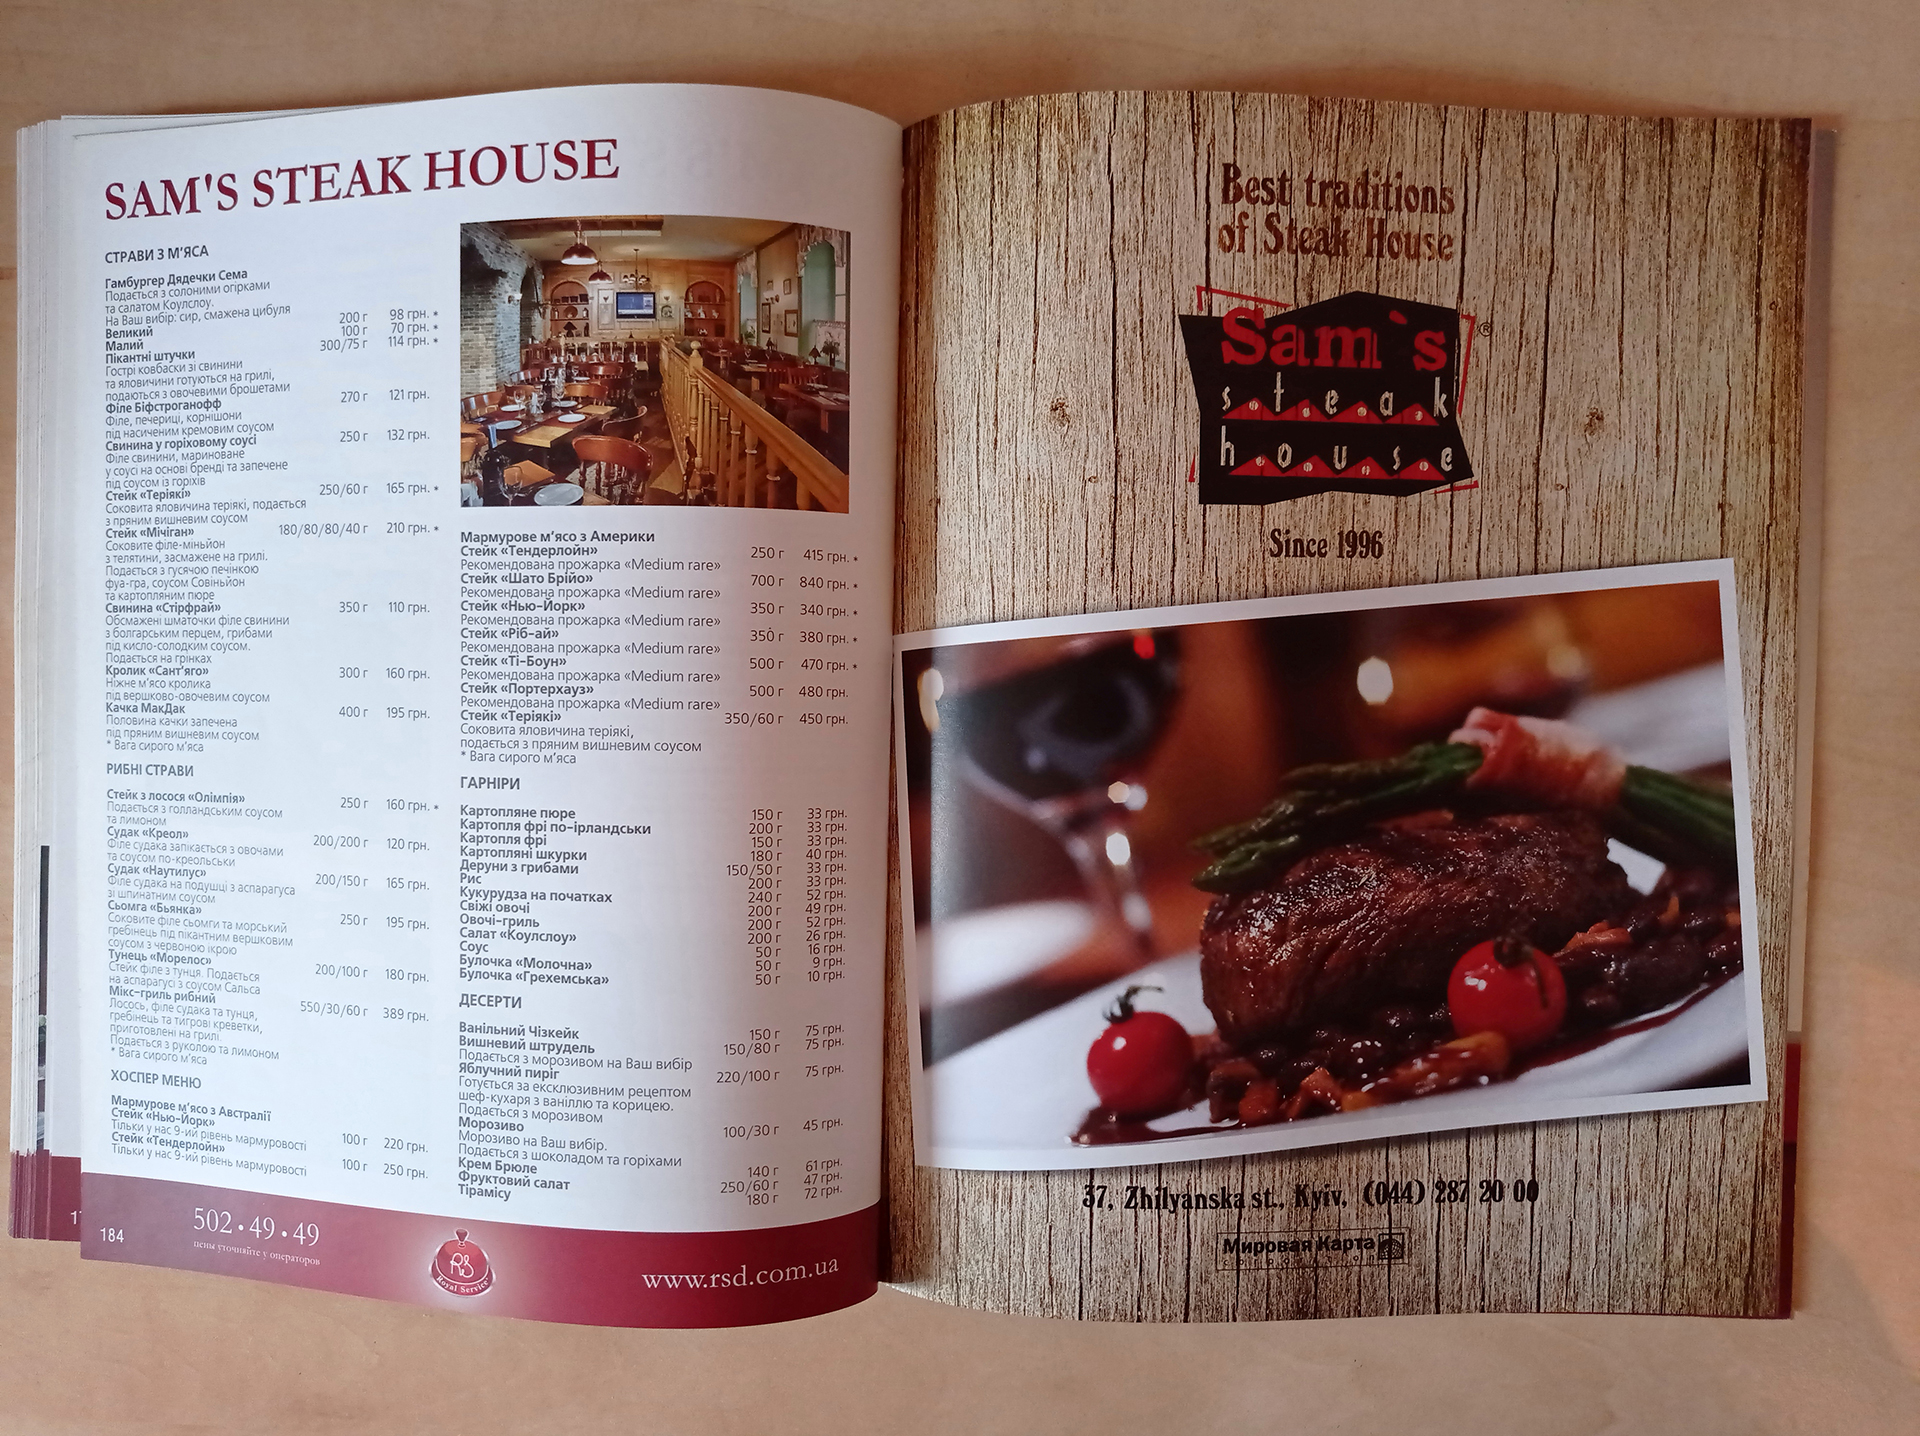 SAM'S STEAK HOUSE
СТРАВИ З М'ЯСА
Гамбургер Дядечки Сема
Подається з солоними огірками
та салатом Коулслоу.
На Ваш вибір: сир, смажена цибуля
Великий 200 г 98 грн. *
Малий 100 г 70 грн. *
Пікантні штучки 300/75 г 114 грн. *
Гострі ковбаски зі свинини
та яловичини готуються на грилі,
подаються з овочевими брошетами
Філе Біфстроганофф 270 г 121 грн.
Філе, печериці, корнішони
під насиченим кремовим соусом
Свинина у горіховому соусі 250 г 132 грн.
Філе свинини, мариноване
у соусі на основі бренді та запечене
під соусом із горіхів
Стейк «Теріякі» 250/60 г 165 грн. *
Соковита яловичина теріякі, подається
з пряним вишневим соусом
Стейк «Мічіган» 180/80/80/40 г 210 грн. *
Соковите філе-міньйон
з телятини, засмажене на грилі.
Подається з гусячою печінкою
фуа-гра, соусом Совіньйон
та картопляним пюре
Свинина «Стірфрай» 350 г 110 грн.
Обсмажені шматочки філе свинини
з болгарським перцем, грибами
під кисло-солодким соусом.
Подається на грінках
Кролик «Сант'яго» 300 г 160 грн.
Ніжне м'ясо кролика
під вершково-овочевим соусом
Качка МакДак 400 г 195 грн.
Половина качки запечена
під пряним вишневим соусом
* Вага сирого м'яса
РИБНІ СТРАВИ
Стейк з лосося «Олімпія» 250 г 160 грн. *
Подається з голландським соусом
та лимоном
Судак «Креол» 200/200 г 120 грн.
Філе судака запікається з овочами
та соусом по-креольськи
Судак «Наутилус» 200/150 г 165 грн.
Філе судака на подушці з аспарагуса
зі шпинатним соусом
Сьомга «Бьянка» 250 г 195 грн.
Соковите філе сьомги та морський
гребінець під пікантним вершковим
соусом з червоною ікрою
Тунець «Морелос» 200/100 г 180 грн.
Стейк філе з тунця. Подається
на аспарагусі з соусом Сальса
Мікс-гриль рибний 550/30/60 г 389 грн.
Лосось, філе судака та тунця,
гребінець та тигрові креветки,
приготовлені на грилі.
Подається з руколою та лимоном
* Вага сирого м'яса
ХОСПЕР МЕНЮ
Мармурове м'ясо з Австралії
Стейк «Нью-Йорк» 100 г 220 грн.
Тільки у нас 9-ий рівень мармуровості
Стейк «Тендерлойн» 100 г 250 грн.
Тільки у нас 9-ий рівень мармуровості
Мармурове м'ясо з Америки
Стейк «Тендерлойн» 250 г 415 грн. *
Рекомендована прожарка «Medium rare»
Стейк «Шато Брійо» 700 г 840 грн. *
Рекомендована прожарка «Medium rare»
Стейк «Нью-Йорк» 350 г 340 грн. *
Рекомендована прожарка «Medium rare»
Стейк «Ріб-ай» 350 г 380 грн. *
Рекомендована прожарка «Medium rare»
Стейк «Ті-Боун» 500 г 470 грн. *
Рекомендована прожарка «Medium rare»
Стейк «Портерхауз» 500 г 480 грн.
Рекомендована прожарка «Medium rare»
Стейк «Теріякі» 350/60 г 450 грн.
Соковита яловичина теріякі,
подається з пряним вишневим соусом
* Вага сирого м'яса
ГАРНІРИ
Картопляне пюре 150 г 33 грн.
Картопля фрі по-ірландськи 200 г 33 грн.
Картопля фрі 150 г 33 грн.
Картопляні шкурки 180 г 40 грн.
Деруни з грибами 150/50 г 33 грн.
Рис 200 г 33 грн.
Кукурудза на початках 240 г 52 грн.
Свіжі овочі 200 г 49 грн.
Овочі-гриль 200 г 52 грн.
Салат «Коулслоу» 200 г 26 грн.
Соус 50 г 16 грн.
Булочка «Молочна» 50 г 9 грн.
Булочка «Грехемська» 50 г 10 грн.
ДЕСЕРТИ
Ванільний Чізкейк 150 г 75 грн.
Вишневий штрудель 150/80 г 75 грн.
Подається з морозивом на Ваш вибір
Яблучний пиріг 220/100 г 75 грн.
Готується за ексклюзивним рецептом
шеф-кухаря з ваніллю та корицею.
Подається з морозивом
Морозиво 100/30 г 45 грн.
Морозиво на Ваш вибір.
Подається з шоколадом та горіхами
Крем Брюле 140 г 61 грн.
Фруктовий салат 250/60 г 47 грн.
Тірамісу 180 г 72 грн.
184
502•49•49
цены уточняйте у операторов
RS
Royal Service
www.rsd.com.ua
Best traditions
of Steak House
Sam`s ®
steak
house
Since 1996
37, Zhilyanska st., Kyiv, (044) 287 20 00
Мировая Карта